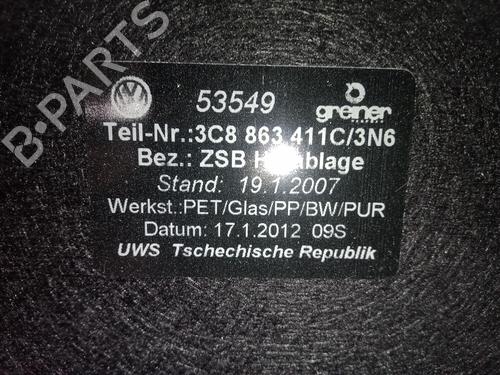 B-PARTS
53549 greiner
Teil-Nr.:3C8 863 411C/3N6
Bez.: ZSB
Stand: 19.1.2007
Werkst.:PET/Glas/PP/BW/PUR
Datum: 17.1.2012 09S
UWS Tschechische Republik